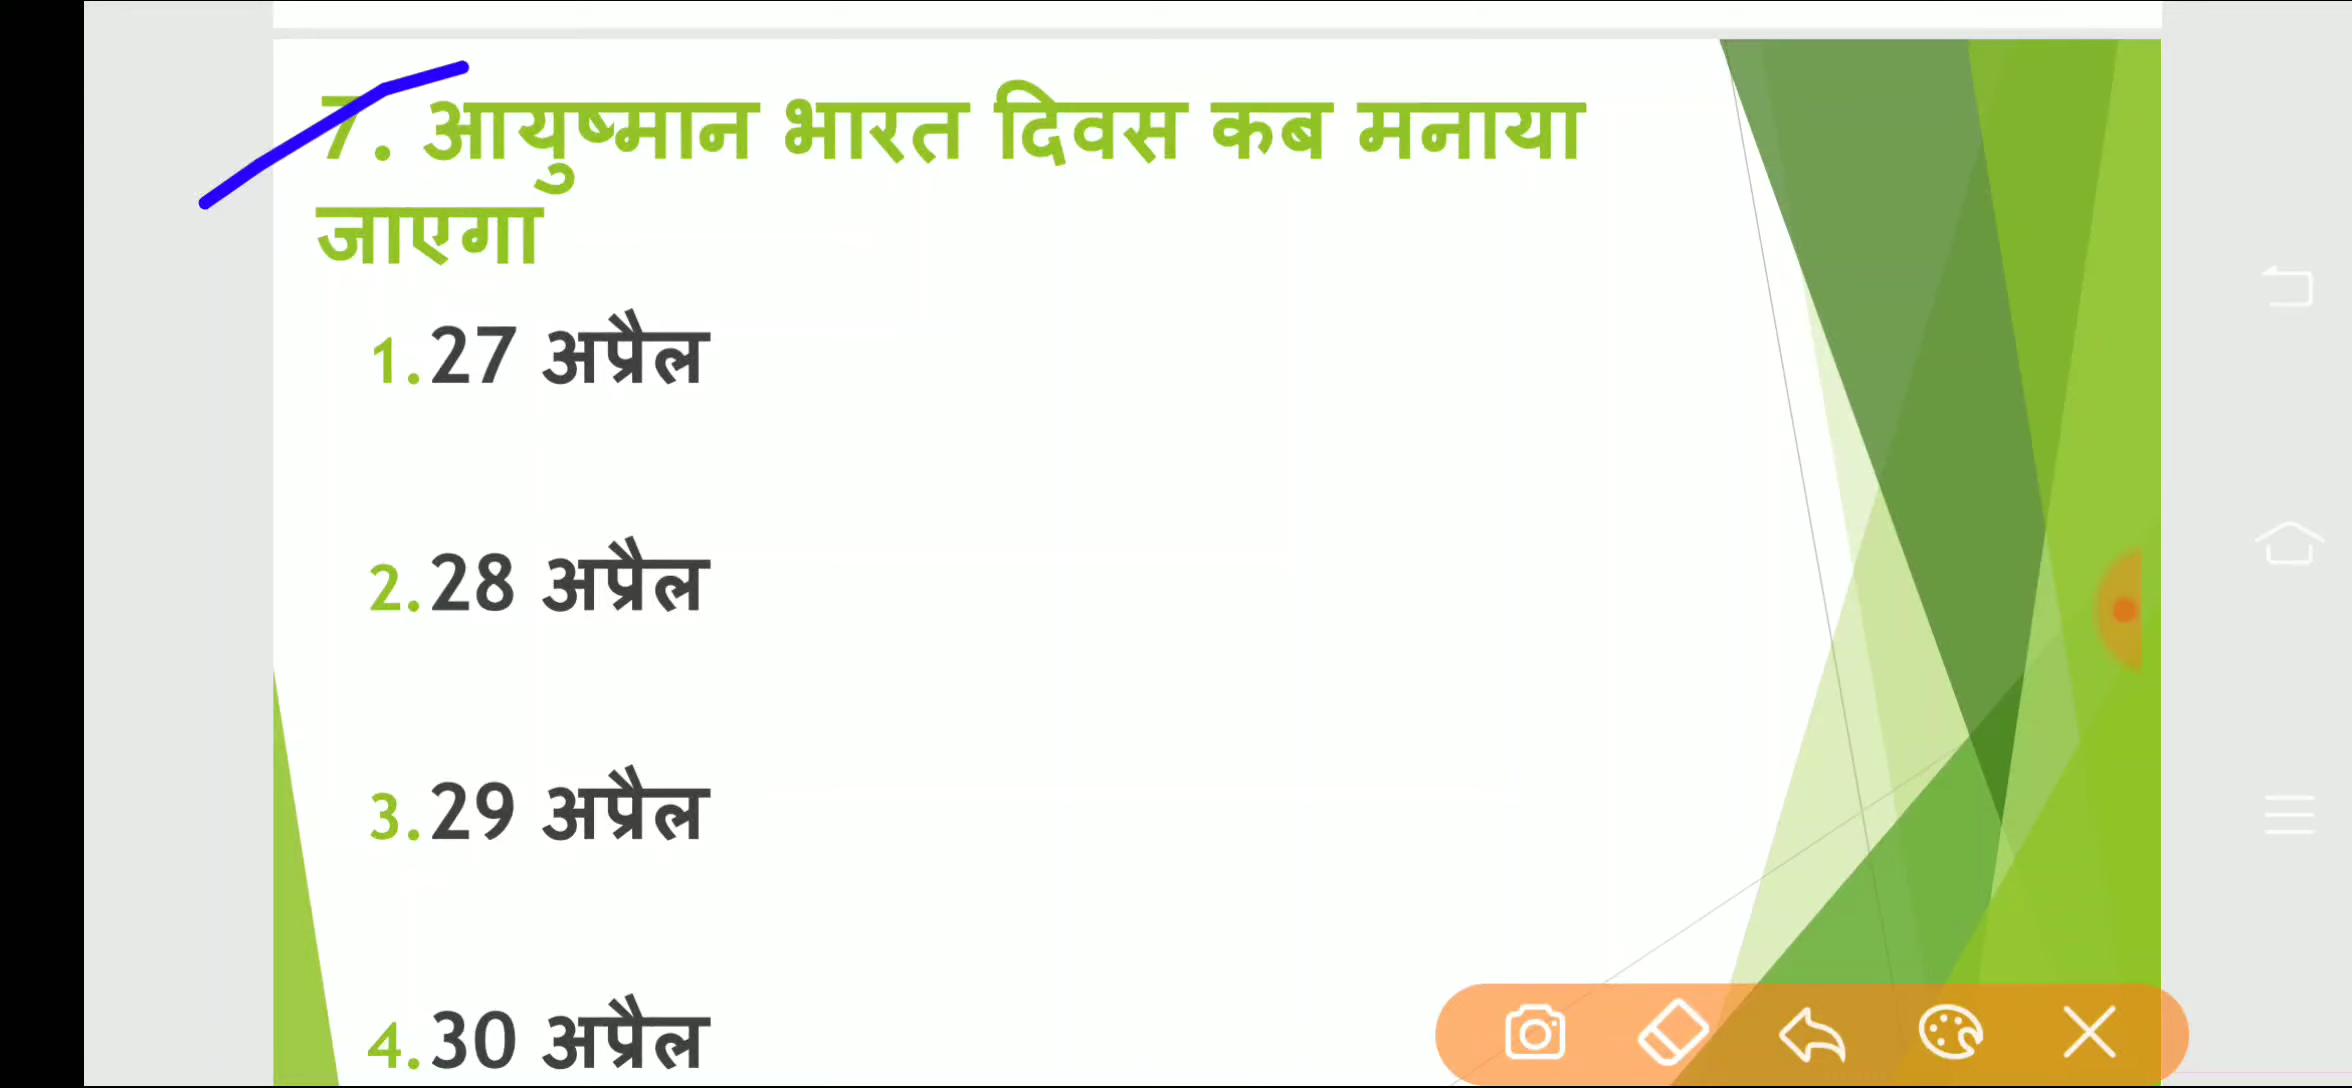 7. आयुष्मान भारत दिवस कब मनाया
जाएगा
1. 27 अप्रैल
2. 28 अप्रैल
3. 29 अप्रैल
4. 30 अप्रैल